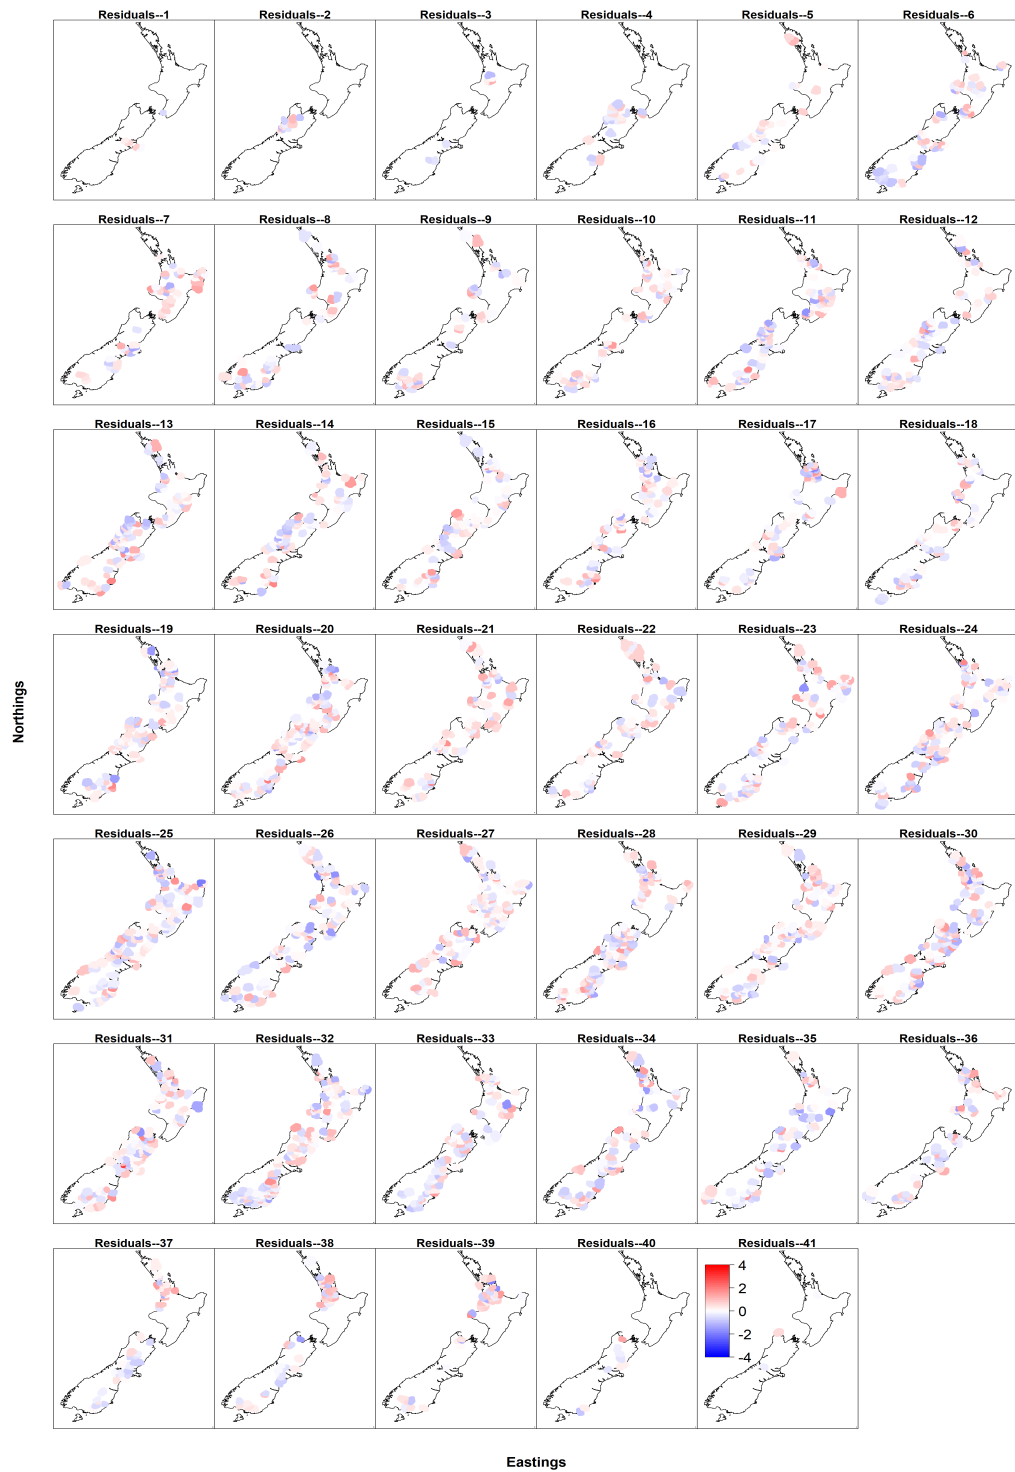 Residuals--1 Residuals--2 Residuals--3 Residuals--4 Residuals--5 Residuals--6
Residuals--7 Residuals--8 Residuals--9 Residuals--10 Residuals--11 Residuals--12
Residuals--13 Residuals--14 Residuals--15 Residuals--16 Residuals--17 Residuals--18
Residuals--19 Residuals--20 Residuals--21 Residuals--22 Residuals--23 Residuals--24
Northings
Residuals--25 Residuals--26 Residuals--27 Residuals--28 Residuals--29 Residuals--30
Residuals--31 Residuals--32 Residuals--33 Residuals--34 Residuals--35 Residuals--36
Residuals--37 Residuals--38 Residuals--39 Residuals--40 Residuals--41
4
2
0
-2
-4
Eastings